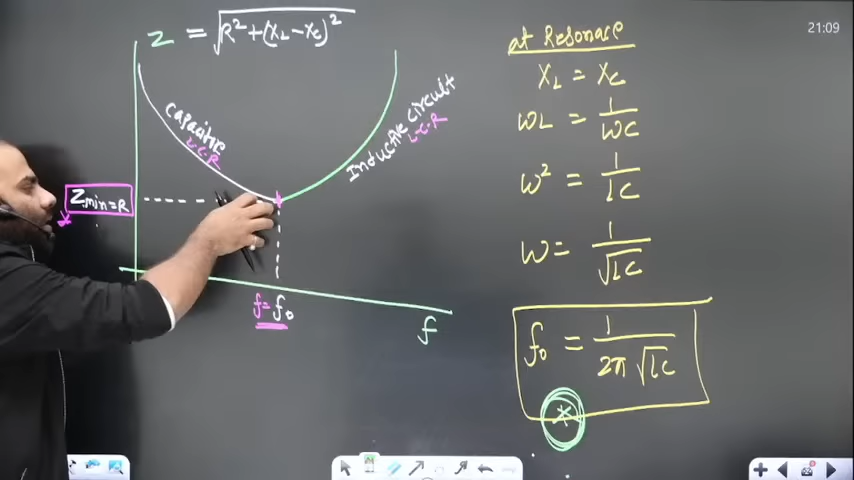 Z = √R² + (X_L − X_C)²
Capacitive
L-C-R
Inductive circuit
L-C-R
Z_min = R
f = f₀
f
at Resonace
X_L = X_C
ωL = 1/ωC
ω² = 1/LC
ω = 1/√LC
f₀ = 1/2π√LC
21:09